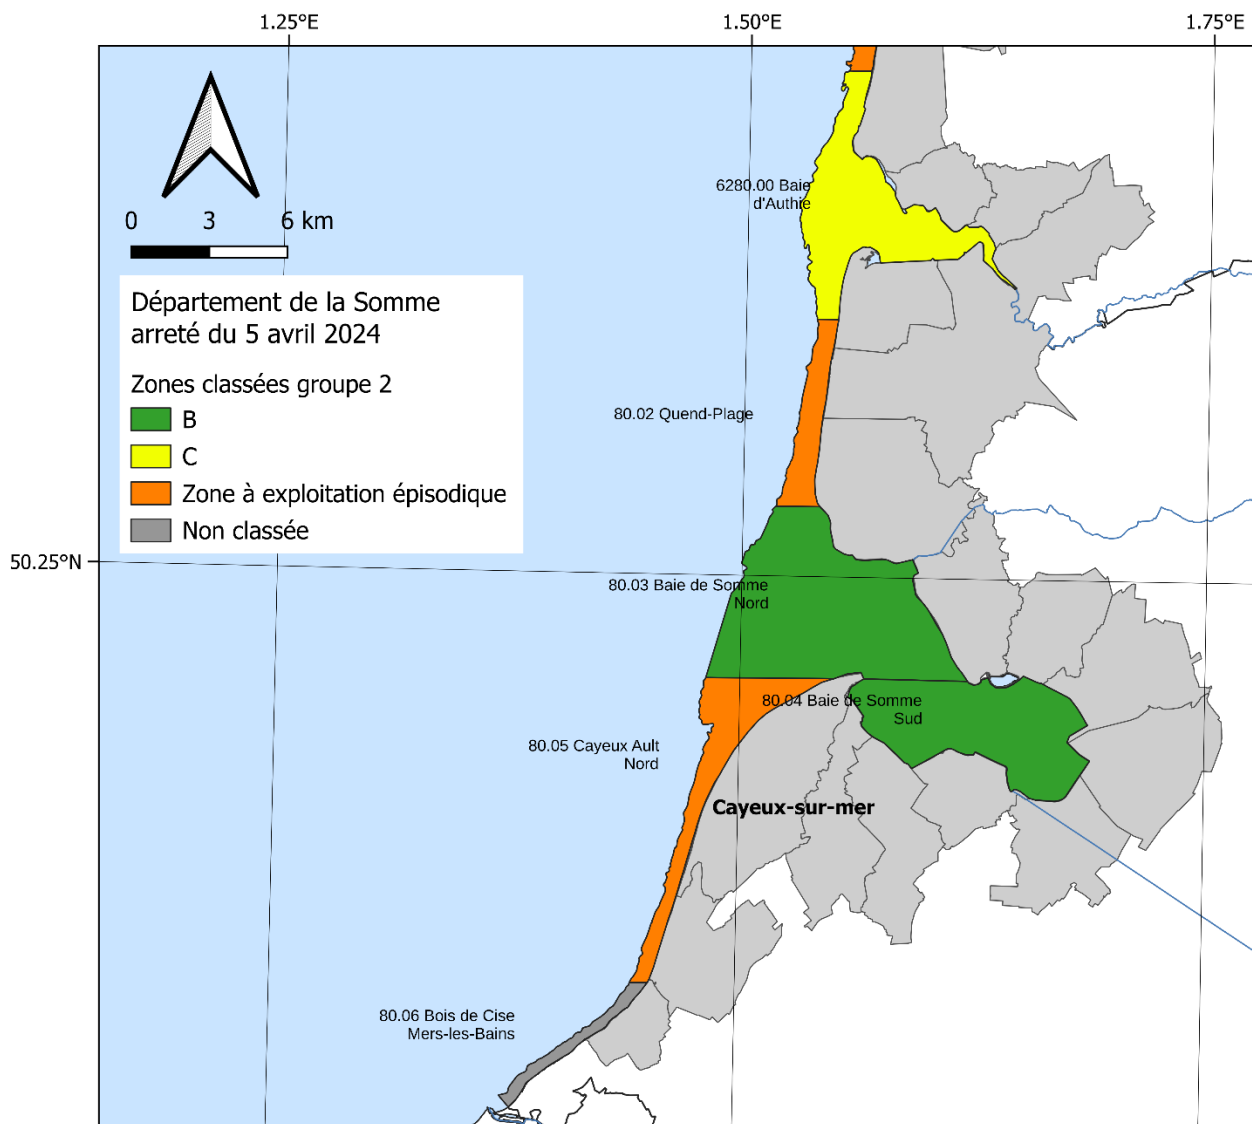 1.25°E
1.50°E
1.75°E
6280.00 Baie
d'Authie
0 3 6 km
Département de la Somme
arreté du 5 avril 2024
Zones classées groupe 2
B
C
Zone à exploitation épisodique
Non classée
80.02 Quend-Plage
50.25°N
80.03 Baie de Somme
Nord
80.04 Baie de Somme
Sud
80.05 Cayeux Ault
Nord
Cayeux-sur-mer
80.06 Bois de Cise
Mers-les-Bains